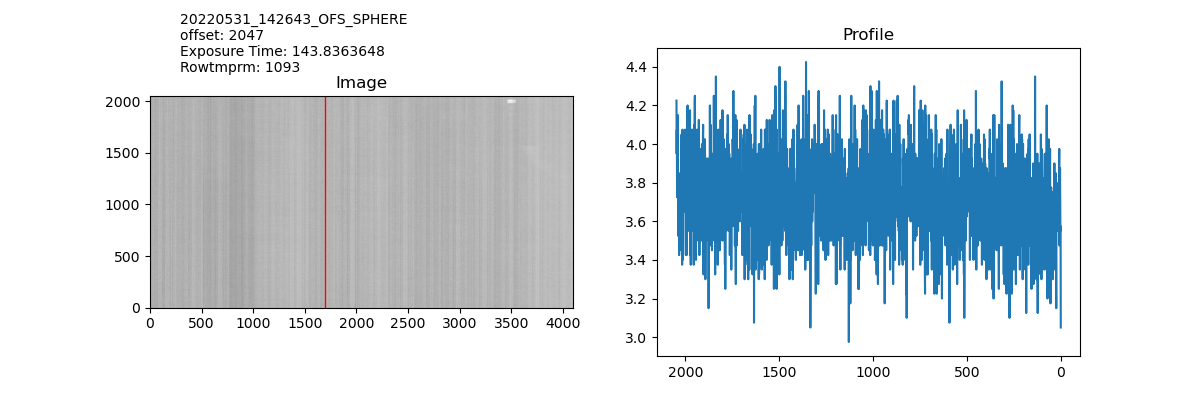 20220531_142643_OFS_SPHERE
offset: 2047
Exposure Time: 143.8363648
Rowtmprm: 1093
Image
2000
1500
1000
500
0
0 500 1000 1500 2000 2500 3000 3500 4000
Profile
4.4
4.2
4.0
3.8
3.6
3.4
3.2
3.0
2000 1500 1000 500 0